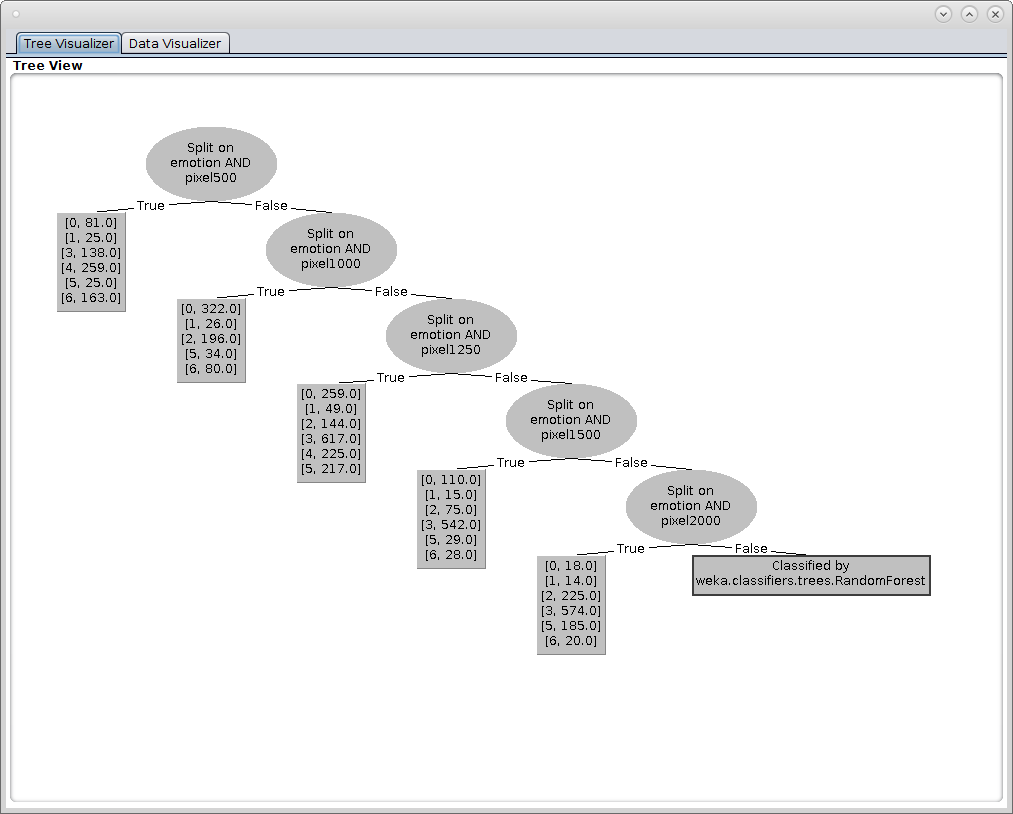 Tree Visualizer
Data Visualizer
Tree View
Split on
emotion AND
pixel500
True
False
[0, 81.0]
[1, 25.0]
[3, 138.0]
[4, 259.0]
[5, 25.0]
[6, 163.0]
Split on
emotion AND
pixel1000
True
False
[0, 322.0]
[1, 26.0]
[2, 196.0]
[5, 34.0]
[6, 80.0]
Split on
emotion AND
pixel1250
True
False
[0, 259.0]
[1, 49.0]
[2, 144.0]
[3, 617.0]
[4, 225.0]
[5, 217.0]
Split on
emotion AND
pixel1500
True
False
[0, 110.0]
[1, 15.0]
[2, 75.0]
[3, 542.0]
[5, 29.0]
[6, 28.0]
Split on
emotion AND
pixel2000
True
False
[0, 18.0]
[1, 14.0]
[2, 225.0]
[3, 574.0]
[5, 185.0]
[6, 20.0]
Classified by
weka.classifiers.trees.RandomForest